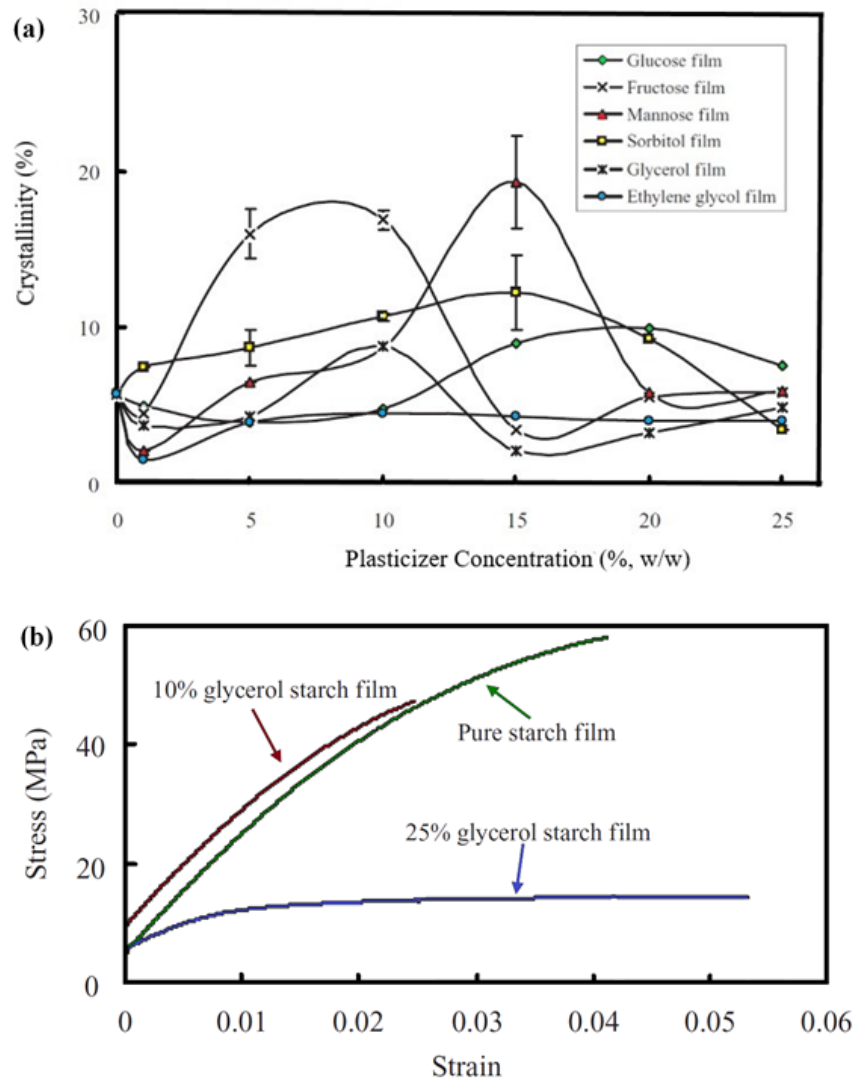 (a)
30
20
10
0
Crystallinity (%)
Glucose film
Fructose film
Mannose film
Sorbitol film
Glycerol film
Ethylene glycol film
0 5 10 15 20 25
Plasticizer Concentration (%, w/w)
(b)
60
40
20
0
Stress (MPa)
10% glycerol starch film
Pure starch film
25% glycerol starch film
0 0.01 0.02 0.03 0.04 0.05 0.06
Strain